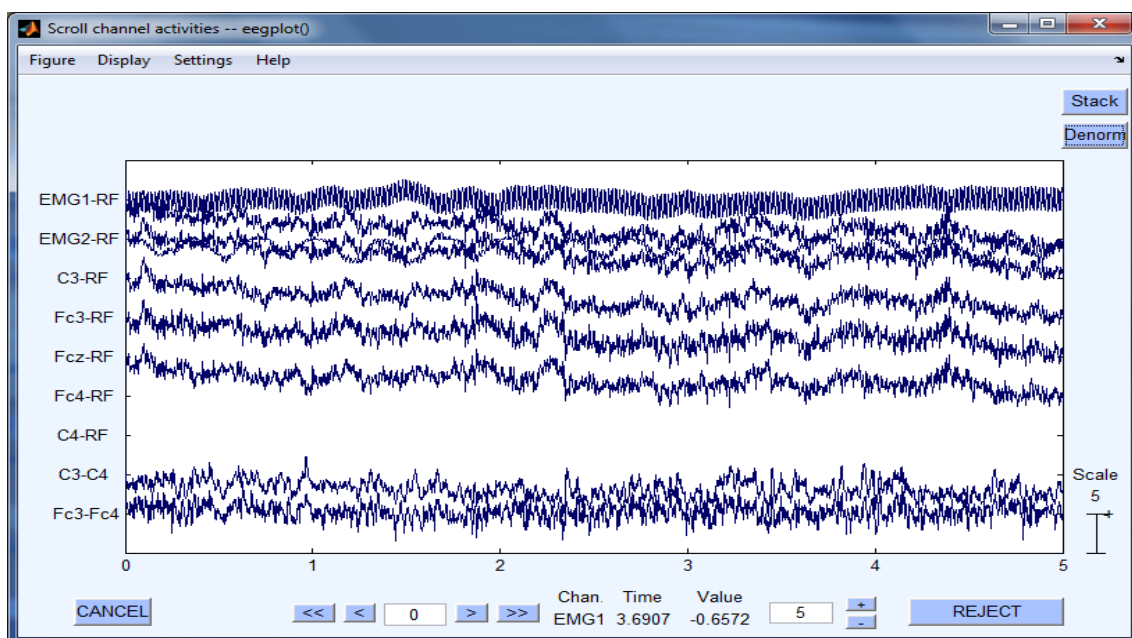 Scroll channel activities -- eegplot()
Figure Display Settings Help
Stack
Denorm
EMG1-RF
EMG2-RF
C3-RF
Fc3-RF
Fcz-RF
Fc4-RF
C4-RF
C3-C4
Fc3-Fc4
Scale
5
+
0 1 2 3 4 5
Chan. Time Value
CANCEL << < 0 > >> EMG1 3.6907 -0.6572 5 + - REJECT